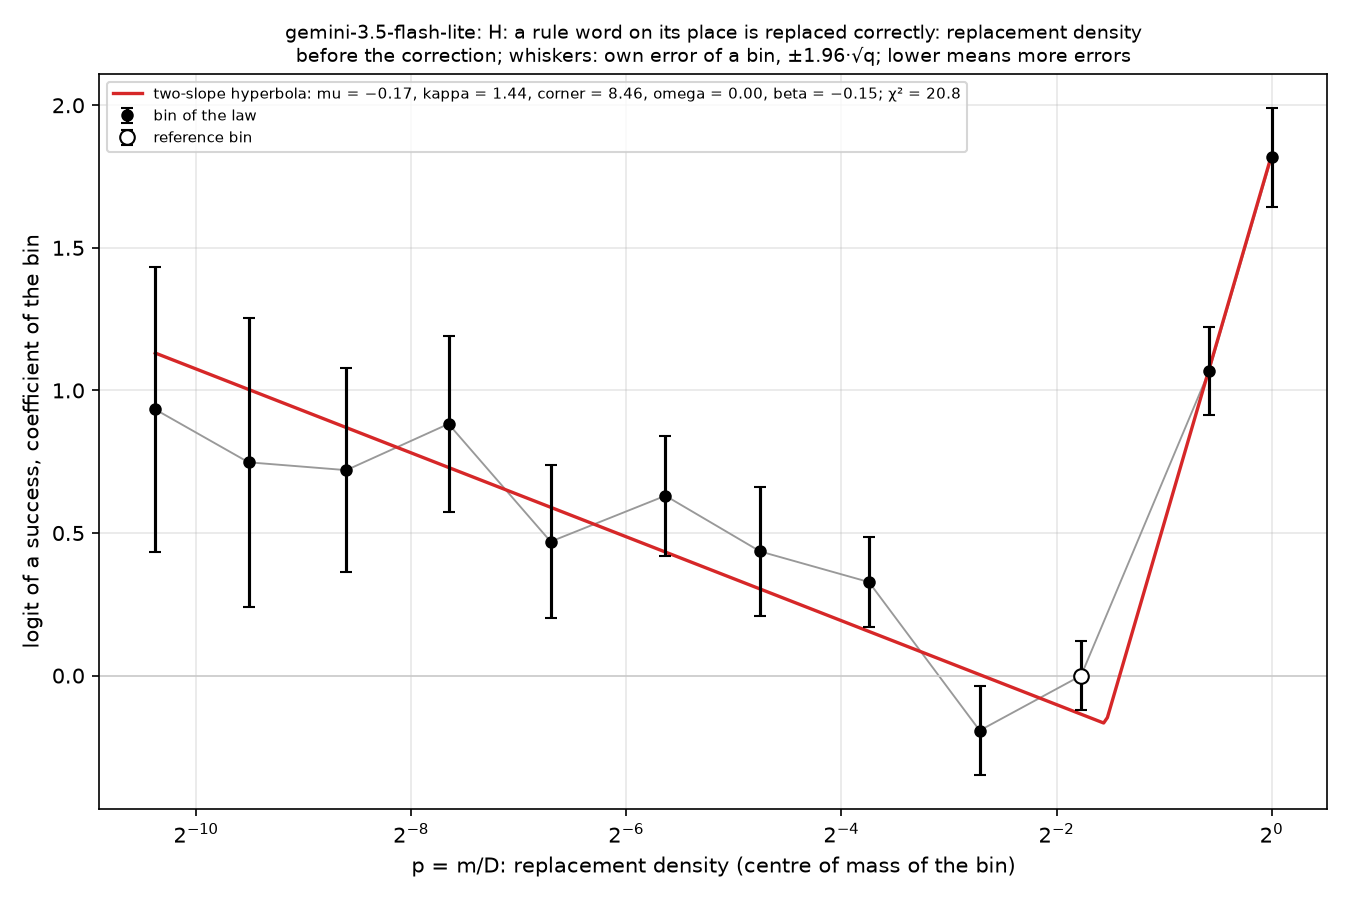 gemini-3.5-flash-lite: H: a rule word on its place is replaced correctly: replacement density
before the correction; whiskers: own error of a bin, ±1.96·√q; lower means more errors
two-slope hyperbola: mu = −0.17, kappa = 1.44, corner = 8.46, omega = 0.00, beta = −0.15; χ² = 20.8
bin of the law
reference bin
logit of a success, coefficient of the bin
2.0
1.5
1.0
0.5
0.0
2⁻¹⁰ 2⁻⁸ 2⁻⁶ 2⁻⁴ 2⁻² 2⁰
p = m/D: replacement density (centre of mass of the bin)